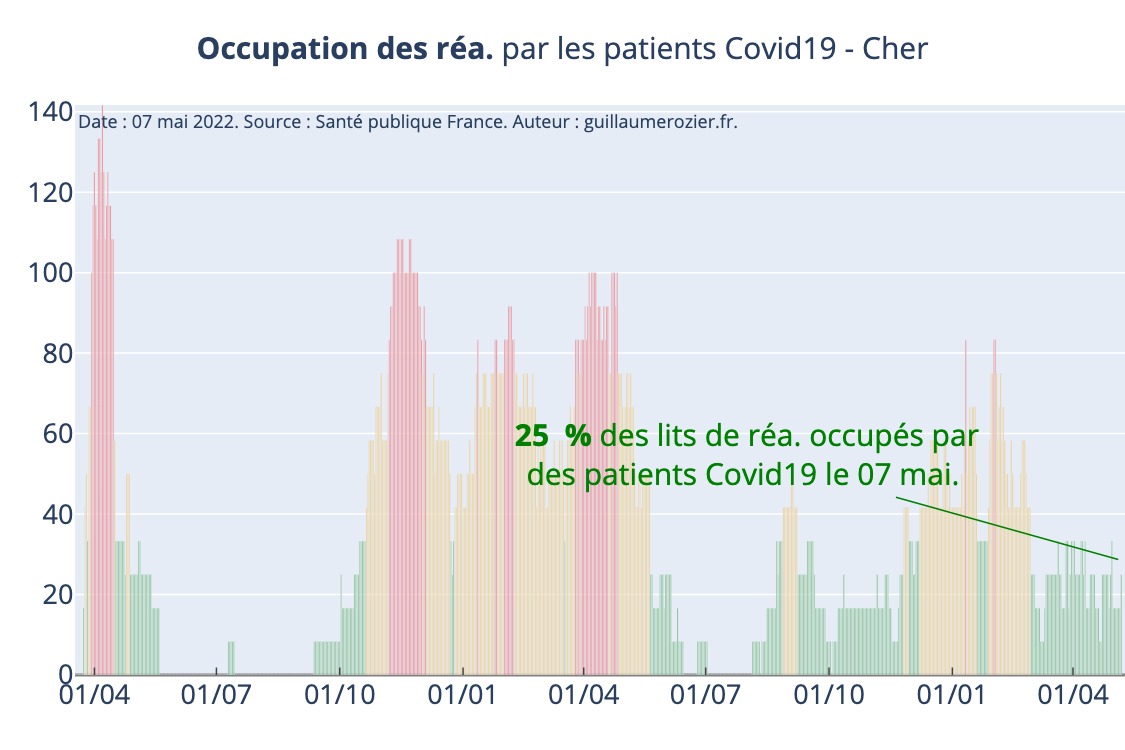 Occupation des réa. par les patients Covid19 - Cher
140
Date : 07 mai 2022. Source : Santé publique France. Auteur : guillaumerozier.fr.
120
100
80
60
25 % des lits de réa. occupés par
des patients Covid19 le 07 mai.
40
20
0
01/04 01/07 01/10 01/01 01/04 01/07 01/10 01/01 01/04